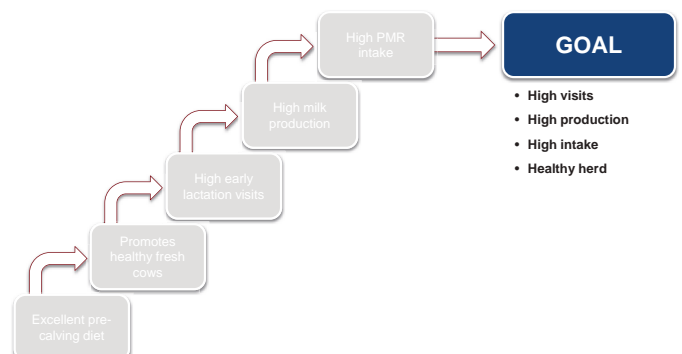 High PMR
intake
GOAL
• High visits
• High production
• High intake
• Healthy herd
High milk
production
High early
lactation visits
Promotes
healthy fresh
cows
Excellent pre-
calving diet